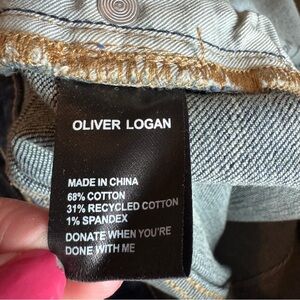 OLIVER LOGAN
MADE IN CHINA
68% COTTON
31% RECYCLED COTTON
1% SPANDEX
DONATE WHEN YOU'RE
DONE WITH ME